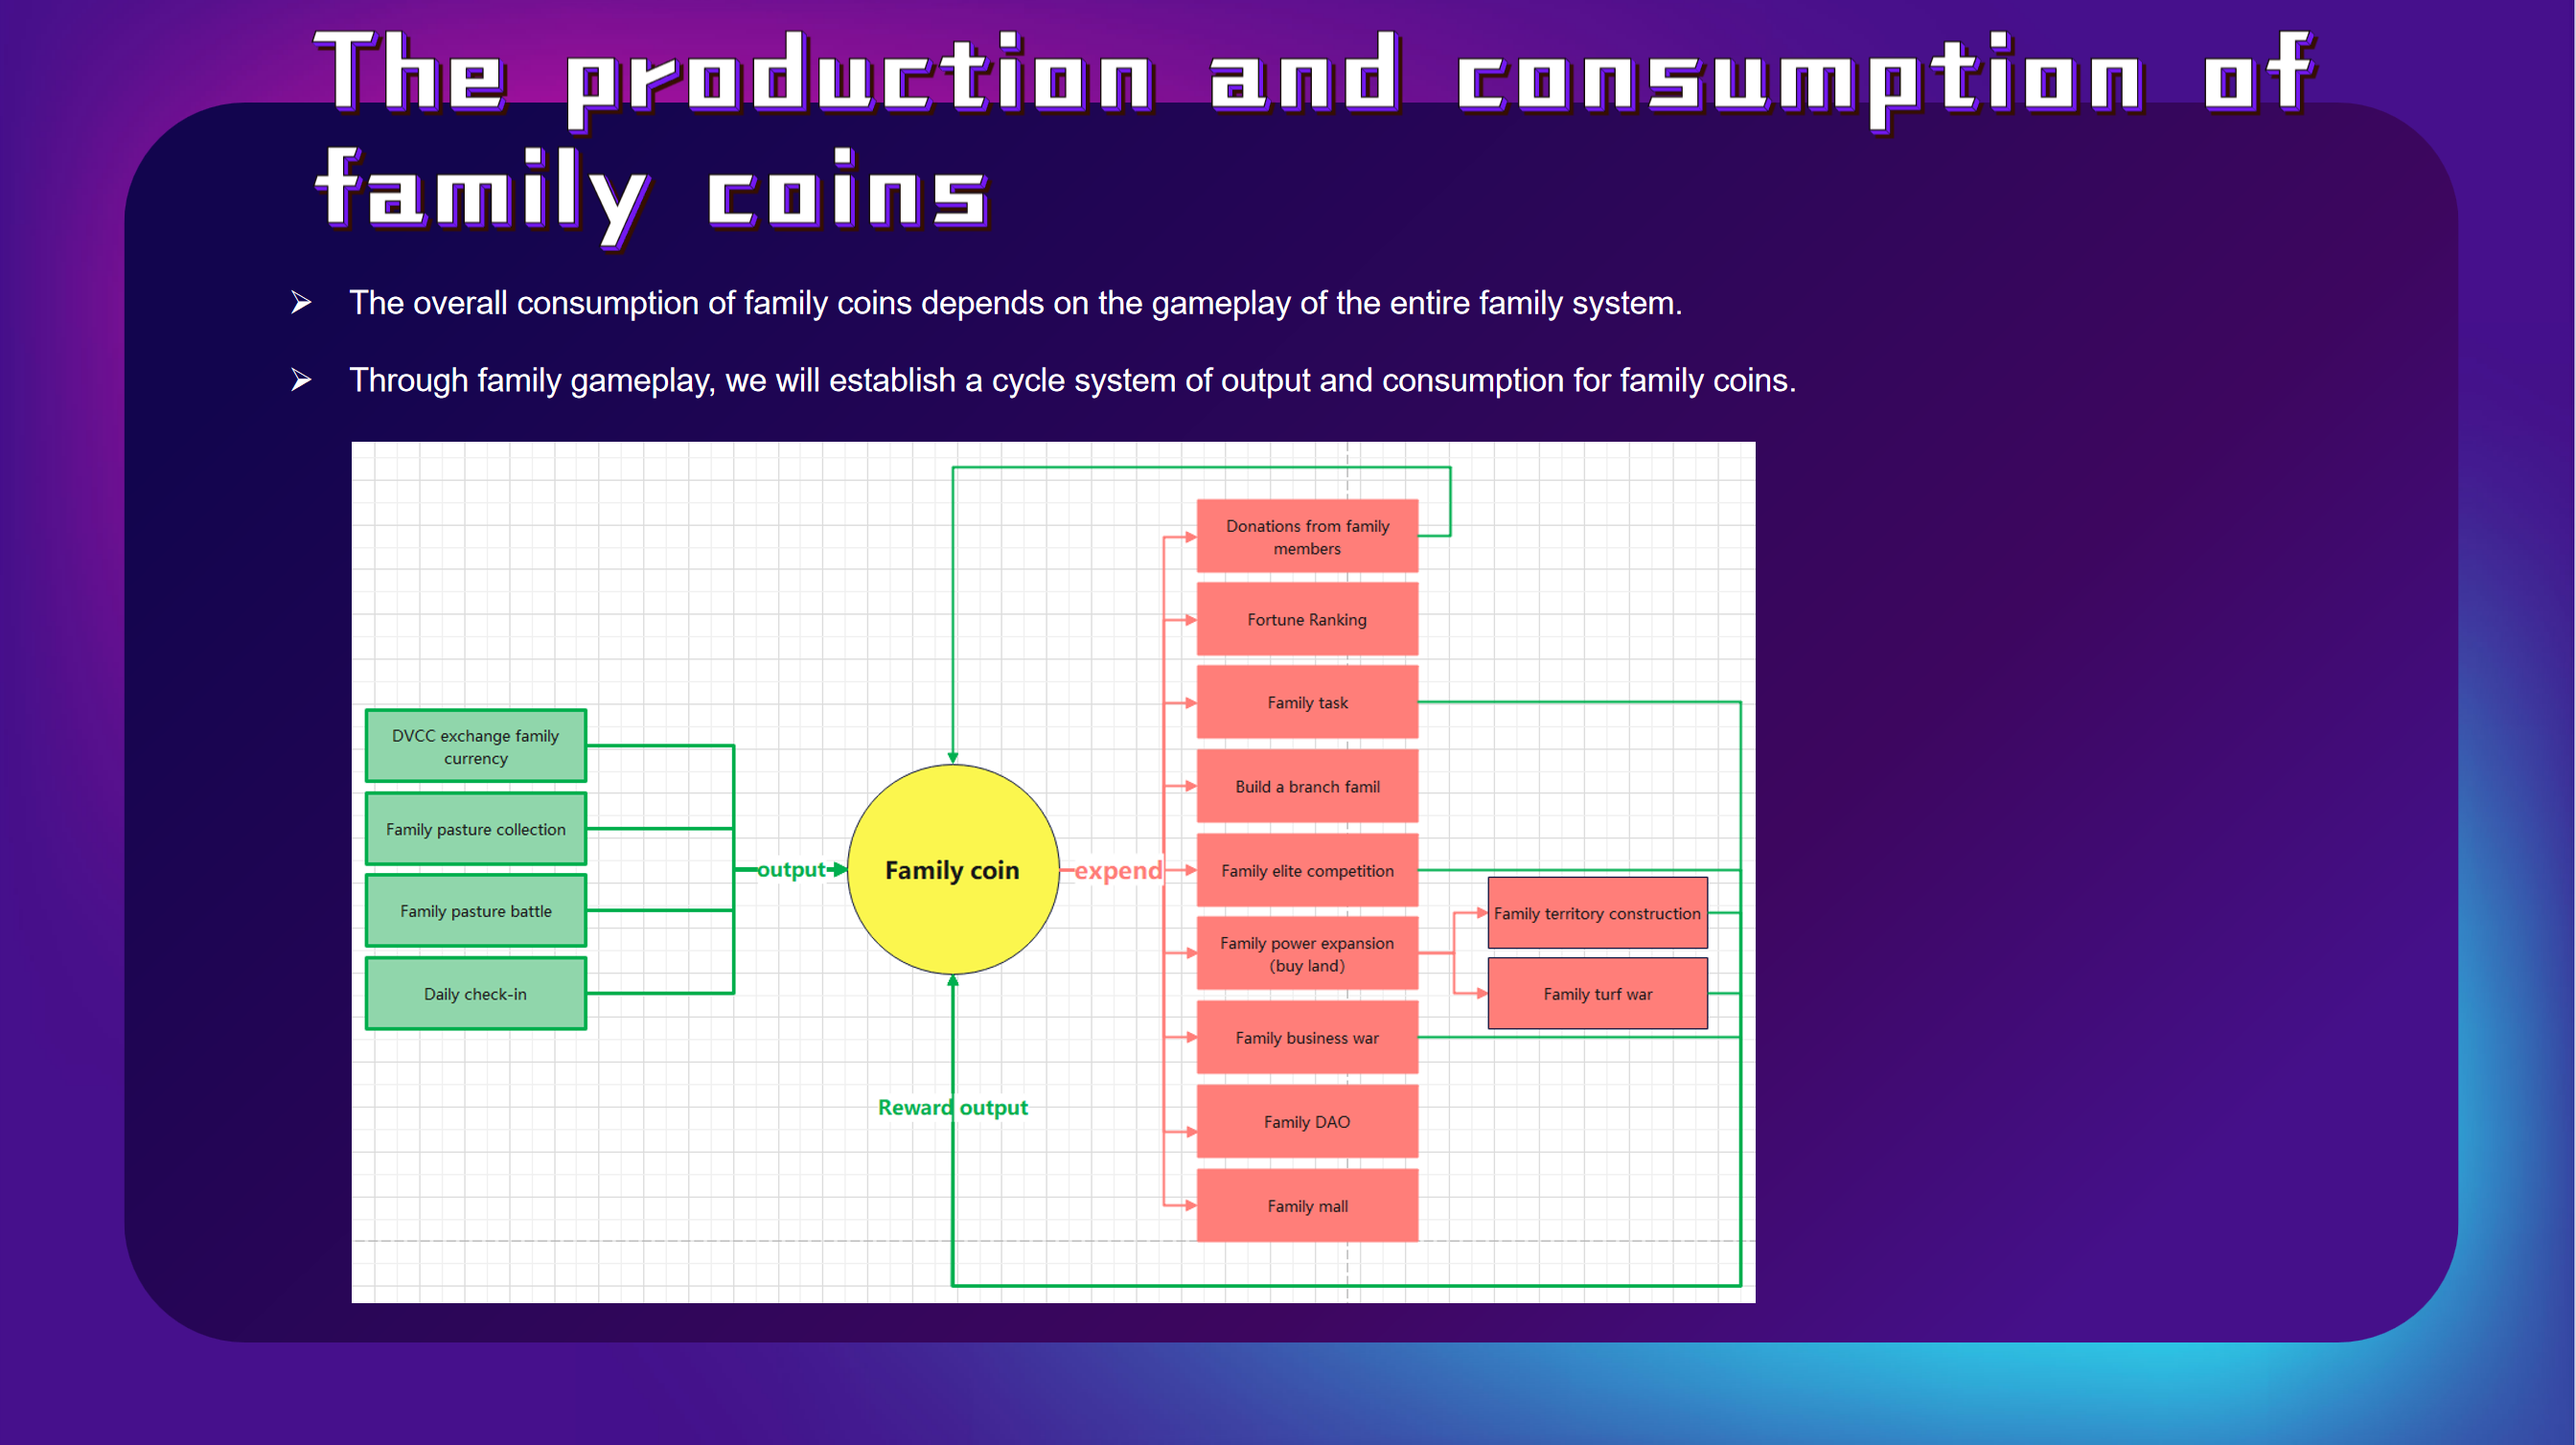 The production and consumption of
family coins
The overall consumption of family coins depends on the gameplay of the entire family system.
Through family gameplay, we will establish a cycle system of output and consumption for family coins.
DVCC exchange family
currency
Family pasture collection
Family pasture battle
Daily check-in
output
Family coin
expend
Reward output
Donations from family
members
Fortune Ranking
Family task
Build a branch famil
Family elite competition
Family power expansion
(buy land)
Family territory construction
Family turf war
Family business war
Family DAO
Family mall